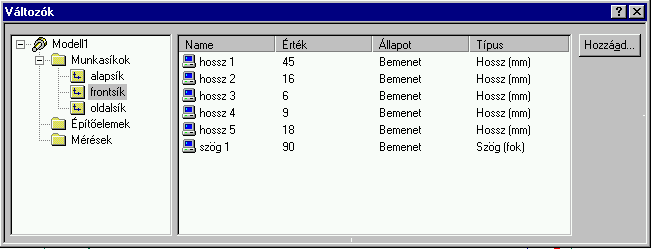 Változók
Modell1
Munkasíkok
alapsík
frontsík
oldalsík
Építőelemek
Mérések
Name Érték Állapot Típus
hossz 1 45 Bemenet Hossz (mm)
hossz 2 16 Bemenet Hossz (mm)
hossz 3 6 Bemenet Hossz (mm)
hossz 4 9 Bemenet Hossz (mm)
hossz 5 18 Bemenet Hossz (mm)
szög 1 90 Bemenet Szög (fok)
Hozzágd...